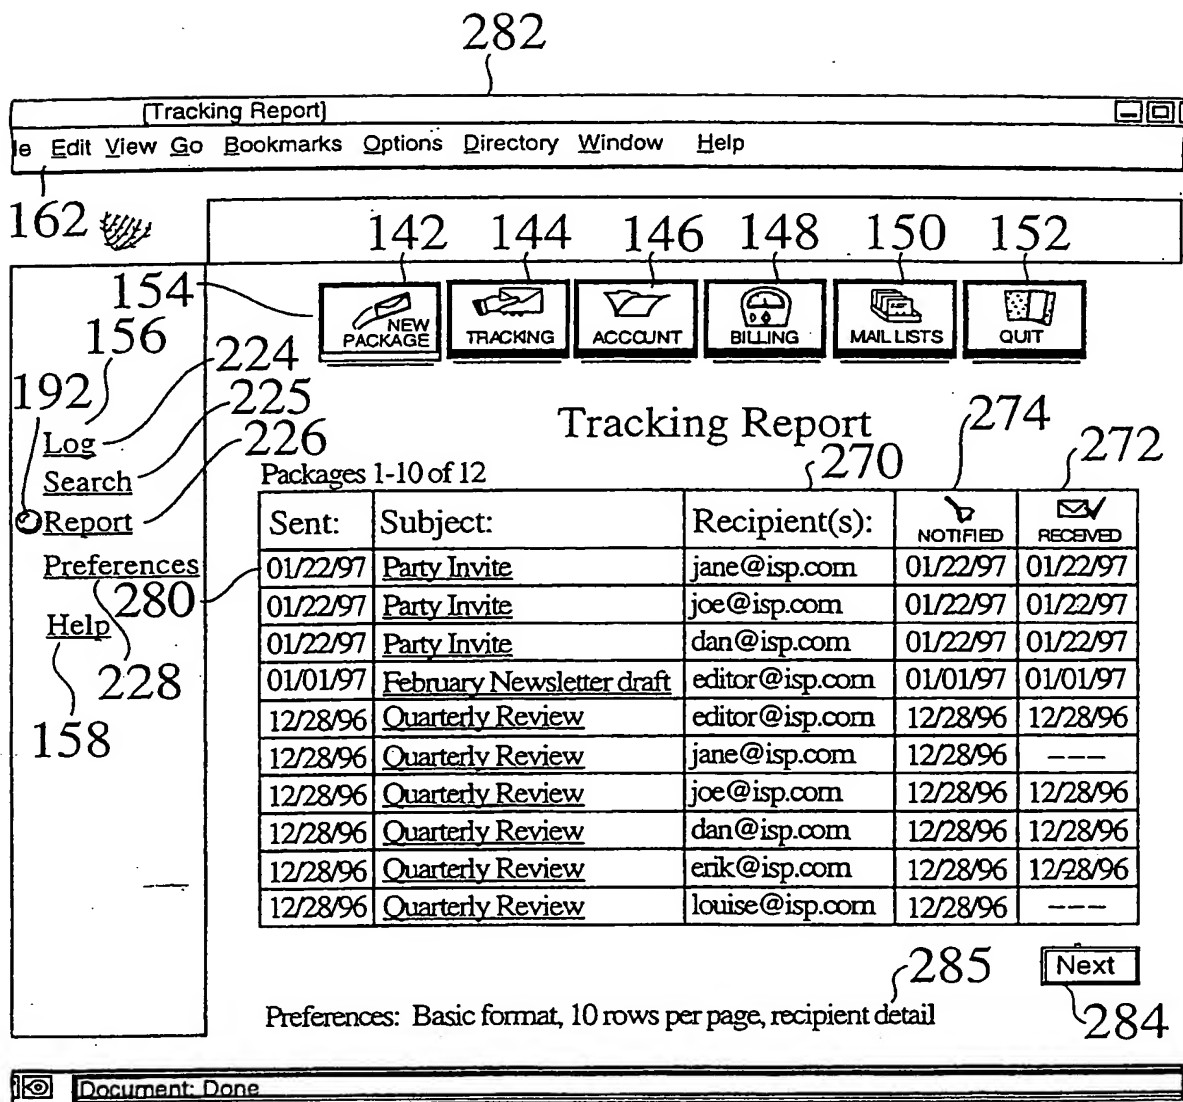 282
[Tracking Report]
le Edit View Go Bookmarks Options Directory Window Help
162
142 144 146 148 150 152
154
NEW PACKAGE
TRACKING
ACCOUNT
BILLING
MAIL LISTS
QUIT
156
224
192
225
Log
226
Search
Report
Preferences
280
Help
228
158
Tracking Report
274
272
270
Packages 1-10 of 12
Sent: Subject: Recipient(s): NOTIFIED RECEIVED
01/22/97 Party Invite jane@isp.com 01/22/97 01/22/97
01/22/97 Party Invite joe@isp.com 01/22/97 01/22/97
01/22/97 Party Invite dan@isp.com 01/22/97 01/22/97
01/01/97 February Newsletter draft editor@isp.com 01/01/97 01/01/97
12/28/96 Quarterly Review editor@isp.com 12/28/96 12/28/96
12/28/96 Quarterly Review jane@isp.com 12/28/96 ---
12/28/96 Quarterly Review joe@isp.com 12/28/96 12/28/96
12/28/96 Quarterly Review dan@isp.com 12/28/96 12/28/96
12/28/96 Quarterly Review erik@isp.com 12/28/96 12/28/96
12/28/96 Quarterly Review louise@isp.com 12/28/96 ---
285
Next
Preferences: Basic format, 10 rows per page, recipient detail
284
Document: Done